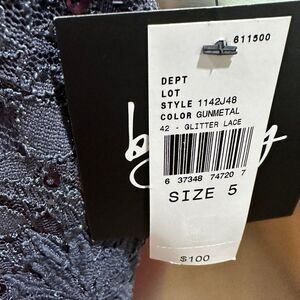 611500
DEPT
LOT
STYLE 1142J48
COLOR GUNMETAL
42 - GLITTER LACE
6 37348 74720 7
SIZE 5
$100